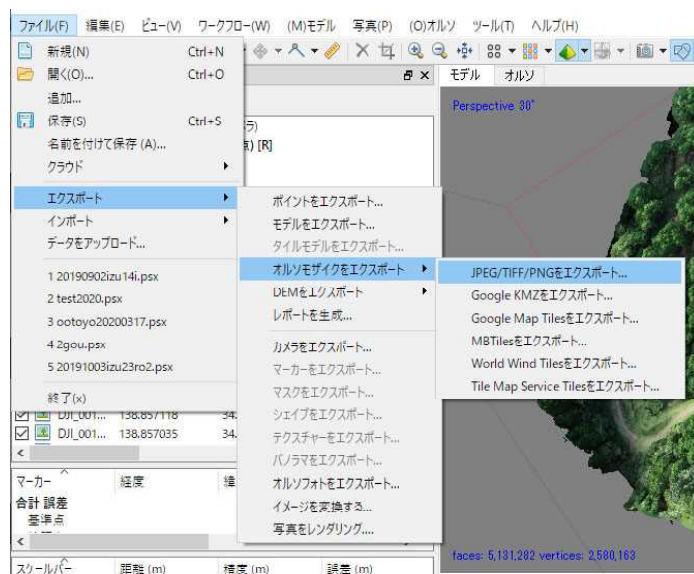 ファイル(F) 編集(E) ビュー(V) ワークフロー(W) (M)モデル 写真(P) (O)オルソ ツール(T) ヘルプ(H)
新規(N) Ctrl+N
開く(O)... Ctrl+O
追加...
保存(S) Ctrl+S
名前を付けて保存 (A)...
クラウド
エクスポート
インポート
データをアップロード...
1 20190902izu14i.psx
2 test2020.psx
3 ootoyo20200317.psx
4 2gou.psx
5 20191003izu23ro2.psx
終了(x)
ポイントをエクスポート...
モデルをエクスポート...
タイルモデルをエクスポート...
オルソモザイクをエクスポート
DEMをエクスポート
レポートを生成...
カメラをエクスパート...
マーカーをエクスポート...
マスクをエクスポート...
シェイプをエクスポート...
テクスチャーをエクスポート...
パノラマをエクスポート...
オルソフォトをエクスポート...
イメージを変換する...
写真をレンダリング....
JPEG/TIFF/PNGをエクスポート...
Google KMZをエクスポート...
Google Map Tilesをエクスポート...
MBTilesをエクスポート...
World Wind Tilesをエクスポート...
Tile Map Service Tilesをエクスポート...
モデル オルソ
Perspective 30°
ラ)
点) [R]
DJI_001... 138.857118 34.
DJI_001... 138.857035 34.
マーカー 経度 緯
合計 誤差
基準点
スケールバー 距離 (m) 精度 (m) 誤差 (m)
faces: 5,131,282 vertices: 2,580,163